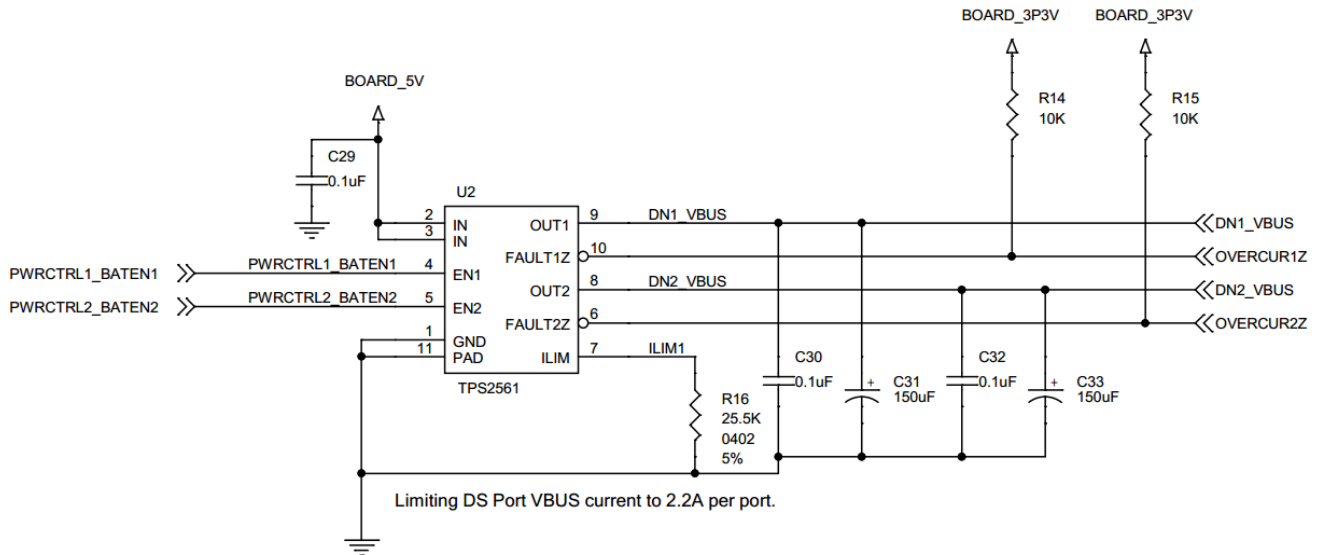 BOARD_3P3V BOARD_3P3V
BOARD_5V
R14
10K
R15
10K
C29
0.1uF
U2
2 IN
3 IN
OUT1 9 DN1_VBUS
DN1_VBUS
FAULT1Z 10
OVERCUR1Z
PWRCTRL1_BATEN1 PWRCTRL1_BATEN1 4 EN1
OUT2 8 DN2_VBUS
DN2_VBUS
PWRCTRL2_BATEN2 PWRCTRL2_BATEN2 5 EN2
FAULT2Z 6
OVERCUR2Z
1 GND
11 PAD
ILIM 7 ILIM1
TPS2561
C30
0.1uF
C31
150uF
+
C32
0.1uF
C33
150uF
+
R16
25.5K
0402
5%
Limiting DS Port VBUS current to 2.2A per port.